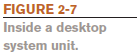 FIGURE 2-7
Inside a desktop
system unit.